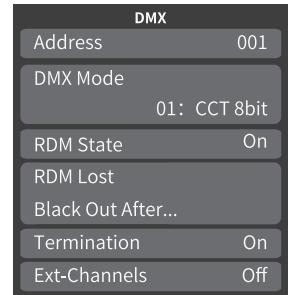 DMX
Address 001
DMX Mode
01: CCT 8bit
RDM State On
RDM Lost
Black Out After...
Termination On
Ext-Channels Off